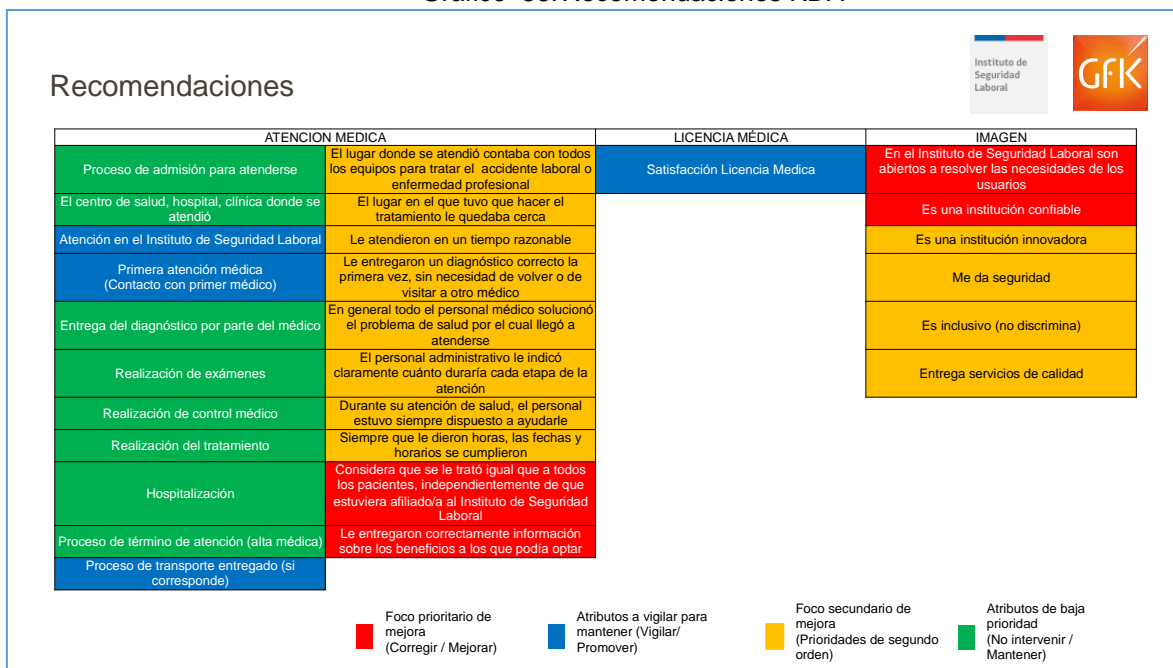 Recomendaciones
Instituto de
Seguridad
Laboral
GfK
ATENCION MEDICA
LICENCIA MÉDICA
IMAGEN
Proceso de admisión para atenderse
El lugar donde se atendió contaba con todos
los equipos para tratar el accidente laboral o
enfermedad profesional
Satisfacción Licencia Medica
En el Instituto de Seguridad Laboral son
abiertos a resolver las necesidades de los
usuarios
El centro de salud, hospital, clínica donde se
atendió
El lugar en el que tuvo que hacer el
tratamiento le quedaba cerca
Es una institución confiable
Atención en el Instituto de Seguridad Laboral
Le atendieron en un tiempo razonable
Es una institución innovadora
Primera atención médica
(Contacto con primer médico)
Le entregaron un diagnóstico correcto la
primera vez, sin necesidad de volver o de
visitar a otro médico
Me da seguridad
Entrega del diagnóstico por parte del médico
En general todo el personal médico solucionó
el problema de salud por el cual llegó a
atenderse
Es inclusivo (no discrimina)
Realización de exámenes
El personal administrativo le indicó
claramente cuánto duraría cada etapa de la
atención
Entrega servicios de calidad
Realización de control médico
Durante su atención de salud, el personal
estuvo siempre dispuesto a ayudarle
Realización del tratamiento
Siempre que le dieron horas, las fechas y
horarios se cumplieron
Hospitalización
Considera que se le trató igual que a todos
los pacientes, independientemente de que
estuviera afiliado/a al Instituto de Seguridad
Laboral
Proceso de término de atención (alta médica)
Le entregaron correctamente información
sobre los beneficios a los que podía optar
Proceso de transporte entregado (si
corresponde)
Foco prioritario de
mejora
(Corregir / Mejorar)
Atributos a vigilar para
mantener (Vigilar/
Promover)
Foco secundario de
mejora
(Prioridades de segundo
orden)
Atributos de baja
prioridad
(No intervenir /
Mantener)